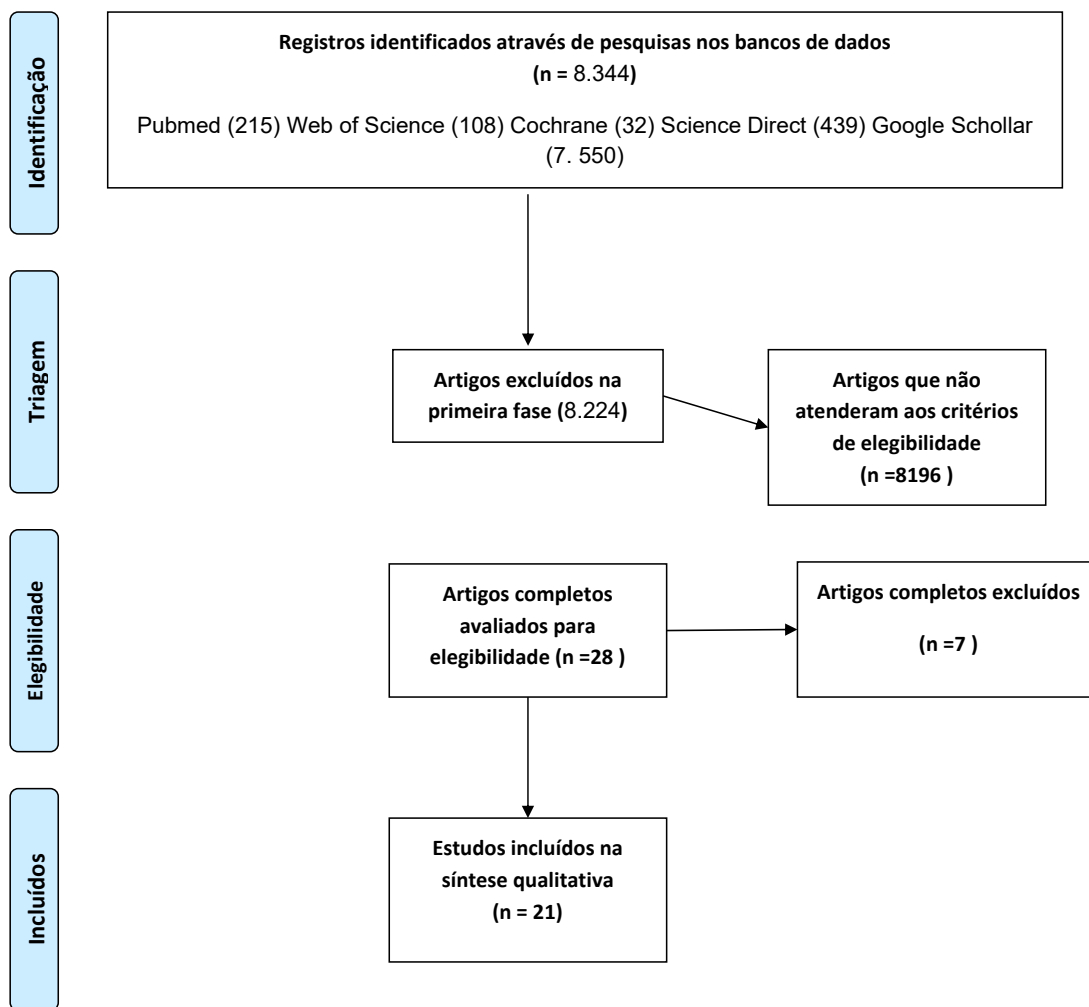 Identificação
Registros identificados através de pesquisas nos bancos de dados
(n = 8.344)
Pubmed (215) Web of Science (108) Cochrane (32) Science Direct (439) Google Schollar
(7. 550)
Triagem
Artigos excluídos na
primeira fase (8.224)
Artigos que não
atenderam aos critérios
de elegibilidade
(n =8196 )
Elegibilidade
Artigos completos
avaliados para
elegibilidade (n =28 )
Artigos completos excluídos
(n =7 )
Incluídos
Estudos incluídos na
síntese qualitativa
(n = 21)